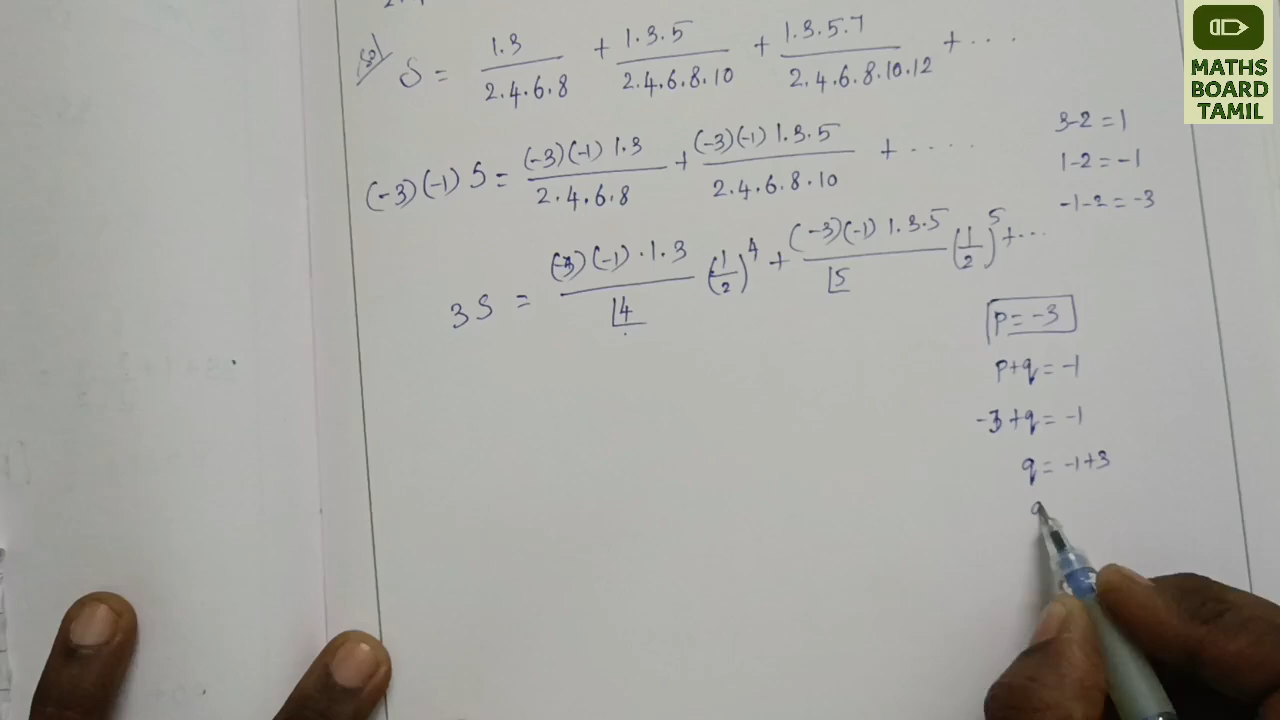 (So) S = 1.3 / 2.4.6.8 + 1.3.5 / 2.4.6.8.10 + 1.3.5.7 / 2.4.6.8.10.12 + ...
(-3)(-1) S = (-3)(-1) 1.3 / 2.4.6.8 + (-3)(-1) 1.3.5 / 2.4.6.8.10 + ....
3S = (-3)(-1).1.3 / ⌊4 (1/2)^4 + (-3)(-1) 1.3.5 / ⌊5 (1/2)^5 + ...
3-2 = 1
1-2 = -1
-1-2 = -3
p = -3
p+q = -1
-3+q = -1
q = -1+3
MATHS
BOARD
TAMIL